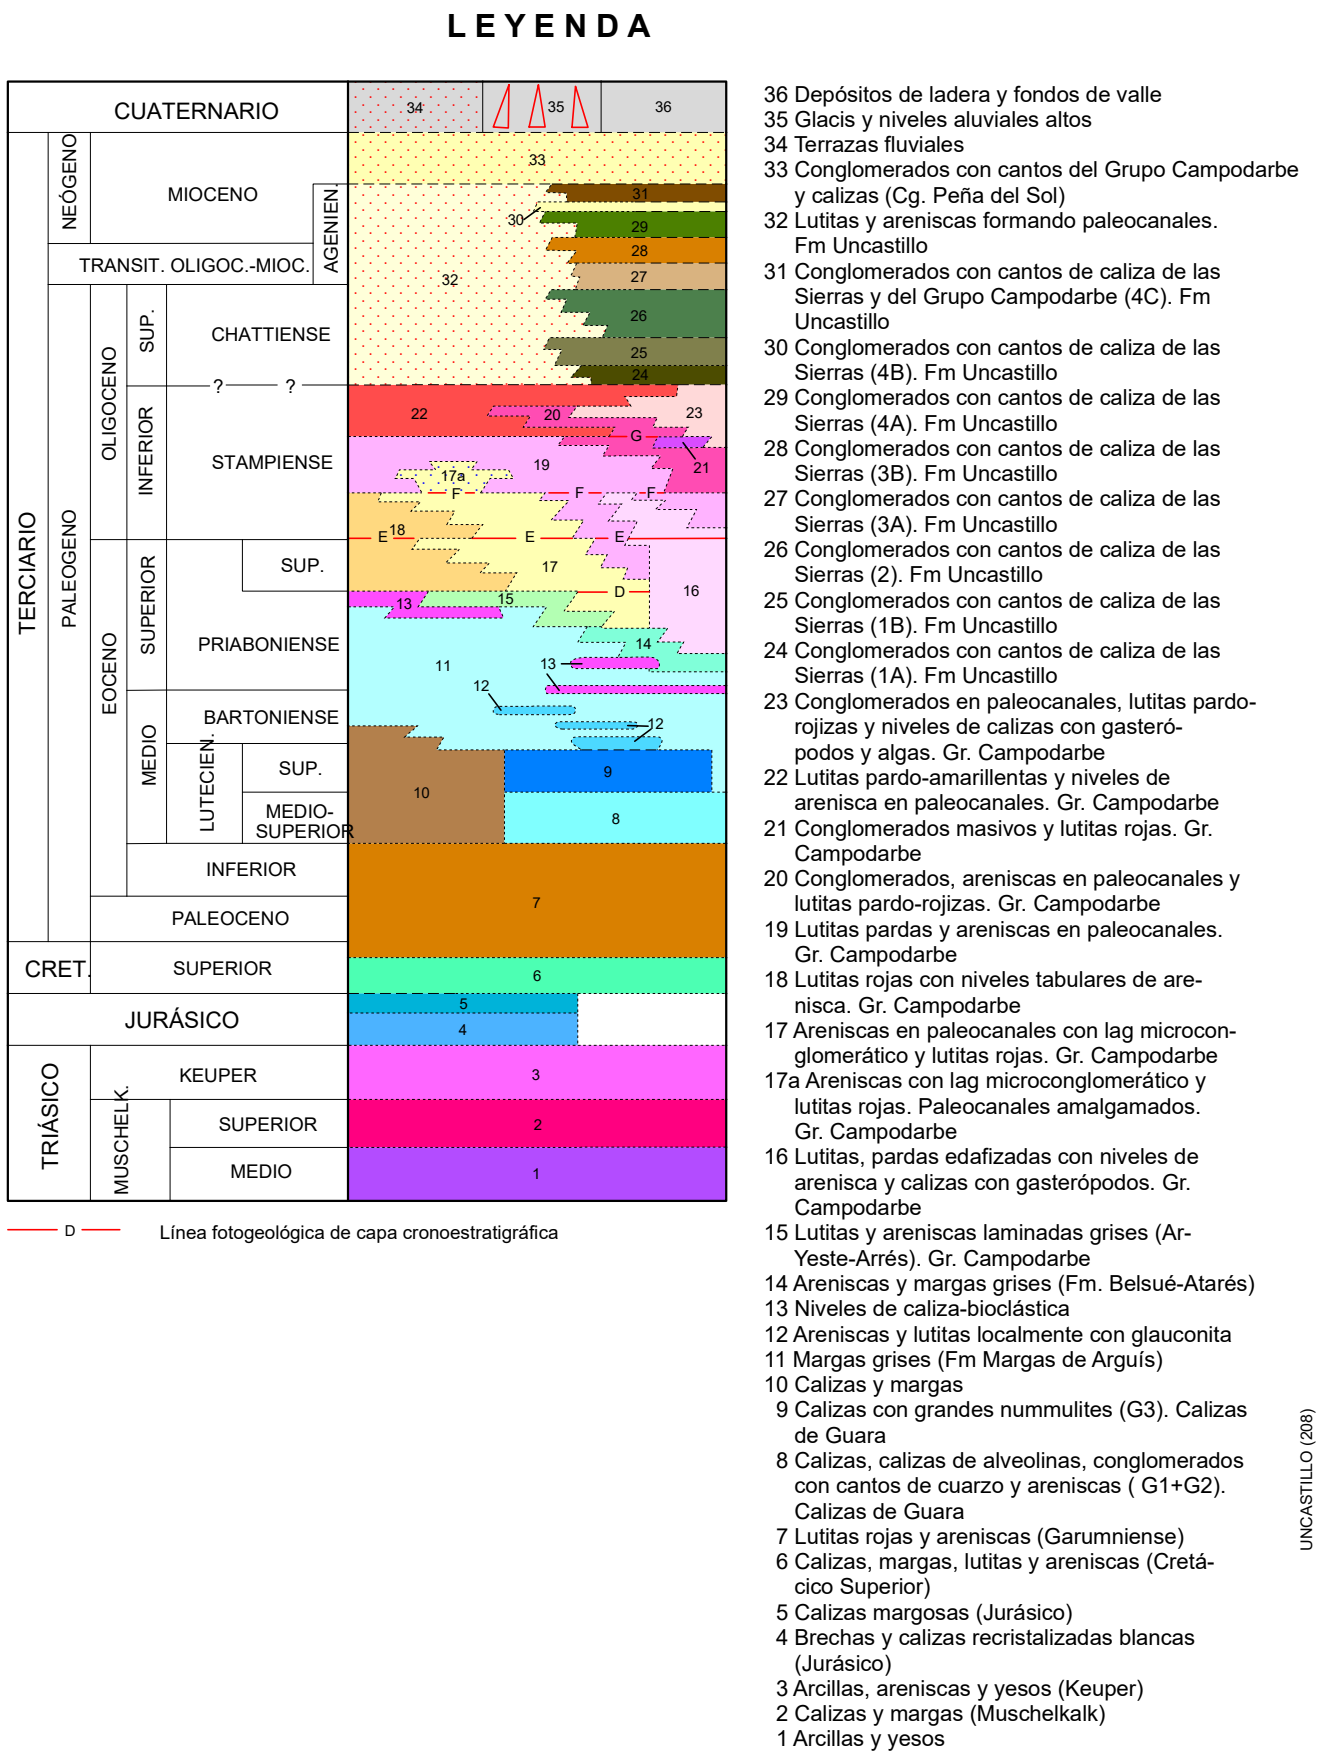 LEYENDA
CUATERNARIO
34
35
36
TERCIARIO
NEÓGENO
MIOCENO
AGENIEN.
TRANSIT. OLIGOC.-MIOC.
PALEOGENO
OLIGOCENO
SUP.
CHATTIENSE
? ?
INFERIOR
STAMPIENSE
EOCENO
SUPERIOR
SUP.
PRIABONIENSE
MEDIO
BARTONIENSE
LUTECIEN.
SUP.
MEDIO-
SUPERIOR
INFERIOR
PALEOCENO
CRET.
SUPERIOR
JURÁSICO
TRIÁSICO
KEUPER
MUSCHELK.
SUPERIOR
MEDIO
33
31
30
29
28
27
32
26
25
24
22
20
23
G
19
21
17a
F F F
18
E E E
17
16
13
15
D
14
11
13
12
12
9
10
8
7
6
5
4
3
2
1
D Línea fotogeológica de capa cronoestratigráfica
36 Depósitos de ladera y fondos de valle
35 Glacis y niveles aluviales altos
34 Terrazas fluviales
33 Conglomerados con cantos del Grupo Campodarbe
y calizas (Cg. Peña del Sol)
32 Lutitas y areniscas formando paleocanales.
Fm Uncastillo
31 Conglomerados con cantos de caliza de las
Sierras y del Grupo Campodarbe (4C). Fm
Uncastillo
30 Conglomerados con cantos de caliza de las
Sierras (4B). Fm Uncastillo
29 Conglomerados con cantos de caliza de las
Sierras (4A). Fm Uncastillo
28 Conglomerados con cantos de caliza de las
Sierras (3B). Fm Uncastillo
27 Conglomerados con cantos de caliza de las
Sierras (3A). Fm Uncastillo
26 Conglomerados con cantos de caliza de las
Sierras (2). Fm Uncastillo
25 Conglomerados con cantos de caliza de las
Sierras (1B). Fm Uncastillo
24 Conglomerados con cantos de caliza de las
Sierras (1A). Fm Uncastillo
23 Conglomerados en paleocanales, lutitas pardo-
rojizas y niveles de calizas con gasteró-
podos y algas. Gr. Campodarbe
22 Lutitas pardo-amarillentas y niveles de
arenisca en paleocanales. Gr. Campodarbe
21 Conglomerados masivos y lutitas rojas. Gr.
Campodarbe
20 Conglomerados, areniscas en paleocanales y
lutitas pardo-rojizas. Gr. Campodarbe
19 Lutitas pardas y areniscas en paleocanales.
Gr. Campodarbe
18 Lutitas rojas con niveles tabulares de are-
nisca. Gr. Campodarbe
17 Areniscas en paleocanales con lag microcon-
glomerático y lutitas rojas. Gr. Campodarbe
17a Areniscas con lag microconglomerático y
lutitas rojas. Paleocanales amalgamados.
Gr. Campodarbe
16 Lutitas, pardas edafizadas con niveles de
arenisca y calizas con gasterópodos. Gr.
Campodarbe
15 Lutitas y areniscas laminadas grises (Ar-
Yeste-Arrés). Gr. Campodarbe
14 Areniscas y margas grises (Fm. Belsué-Atarés)
13 Niveles de caliza-bioclástica
12 Areniscas y lutitas localmente con glauconita
11 Margas grises (Fm Margas de Arguís)
10 Calizas y margas
9 Calizas con grandes nummulites (G3). Calizas
de Guara
8 Calizas, calizas de alveolinas, conglomerados
con cantos de cuarzo y areniscas ( G1+G2).
Calizas de Guara
7 Lutitas rojas y areniscas (Garumniense)
6 Calizas, margas, lutitas y areniscas (Cretá-
cico Superior)
5 Calizas margosas (Jurásico)
4 Brechas y calizas recristalizadas blancas
(Jurásico)
3 Arcillas, areniscas y yesos (Keuper)
2 Calizas y margas (Muschelkalk)
1 Arcillas y yesos
UNCASTILLO (208)